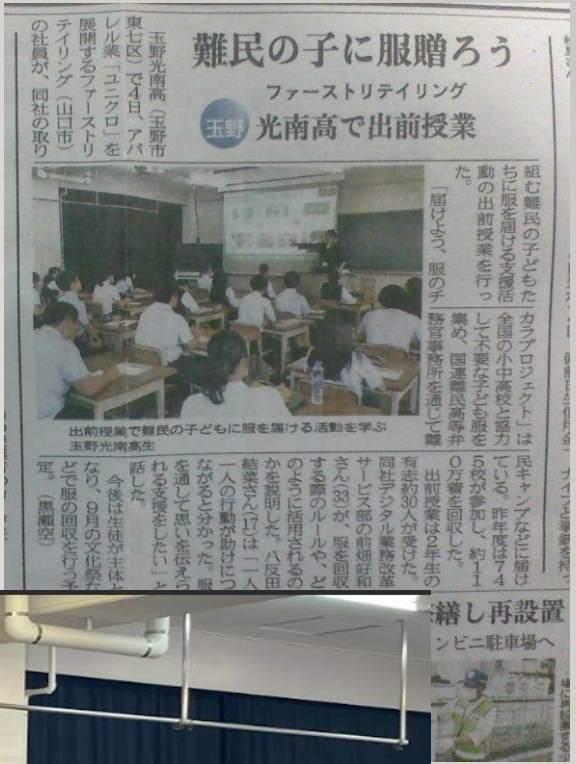 難民の子に服贈ろう
ファーストリテイリング
玉野 光南高で出前授業
玉野光南高(玉野市
東七区)で4日、アパ
レル業「ユニクロ」を
展開するファーストリ
テイリング(山口市)
の社員が、同社の取り
組む難民の子どもた
ちに服を届ける支援活
動の出前授業を行っ
た。
「届けよう、服のチ
カラプロジェクト」は
全国の小中高校と協力
して不要な子ども服を
集め、国連難民高等弁
務官事務所を通じて難
民キャンプなどに届け
ている。昨年度は74
5校が参加し、約11
0万着を回収した。
出前授業は2年生の
有志約30人が受けた。
同社デジタル業務改革
サービス部の前畑好和
さん(33)が、服を回収
する際のルールや、ど
のように活用されるの
かを説明した。八反田
結菜さん(17)は「一人
一人の行動が助けにつ
ながると分かった。服
を通して思いを伝えら
れる支援をしたい」と
話した。
今後は生徒が主体と
なり、9月の文化祭な
どで服の回収を行う予
定。(黒瀬空)
出前授業で難民の子どもに服を届ける活動を学ぶ
玉野光南高生
繕し再設置
ンビニ駐車場へ